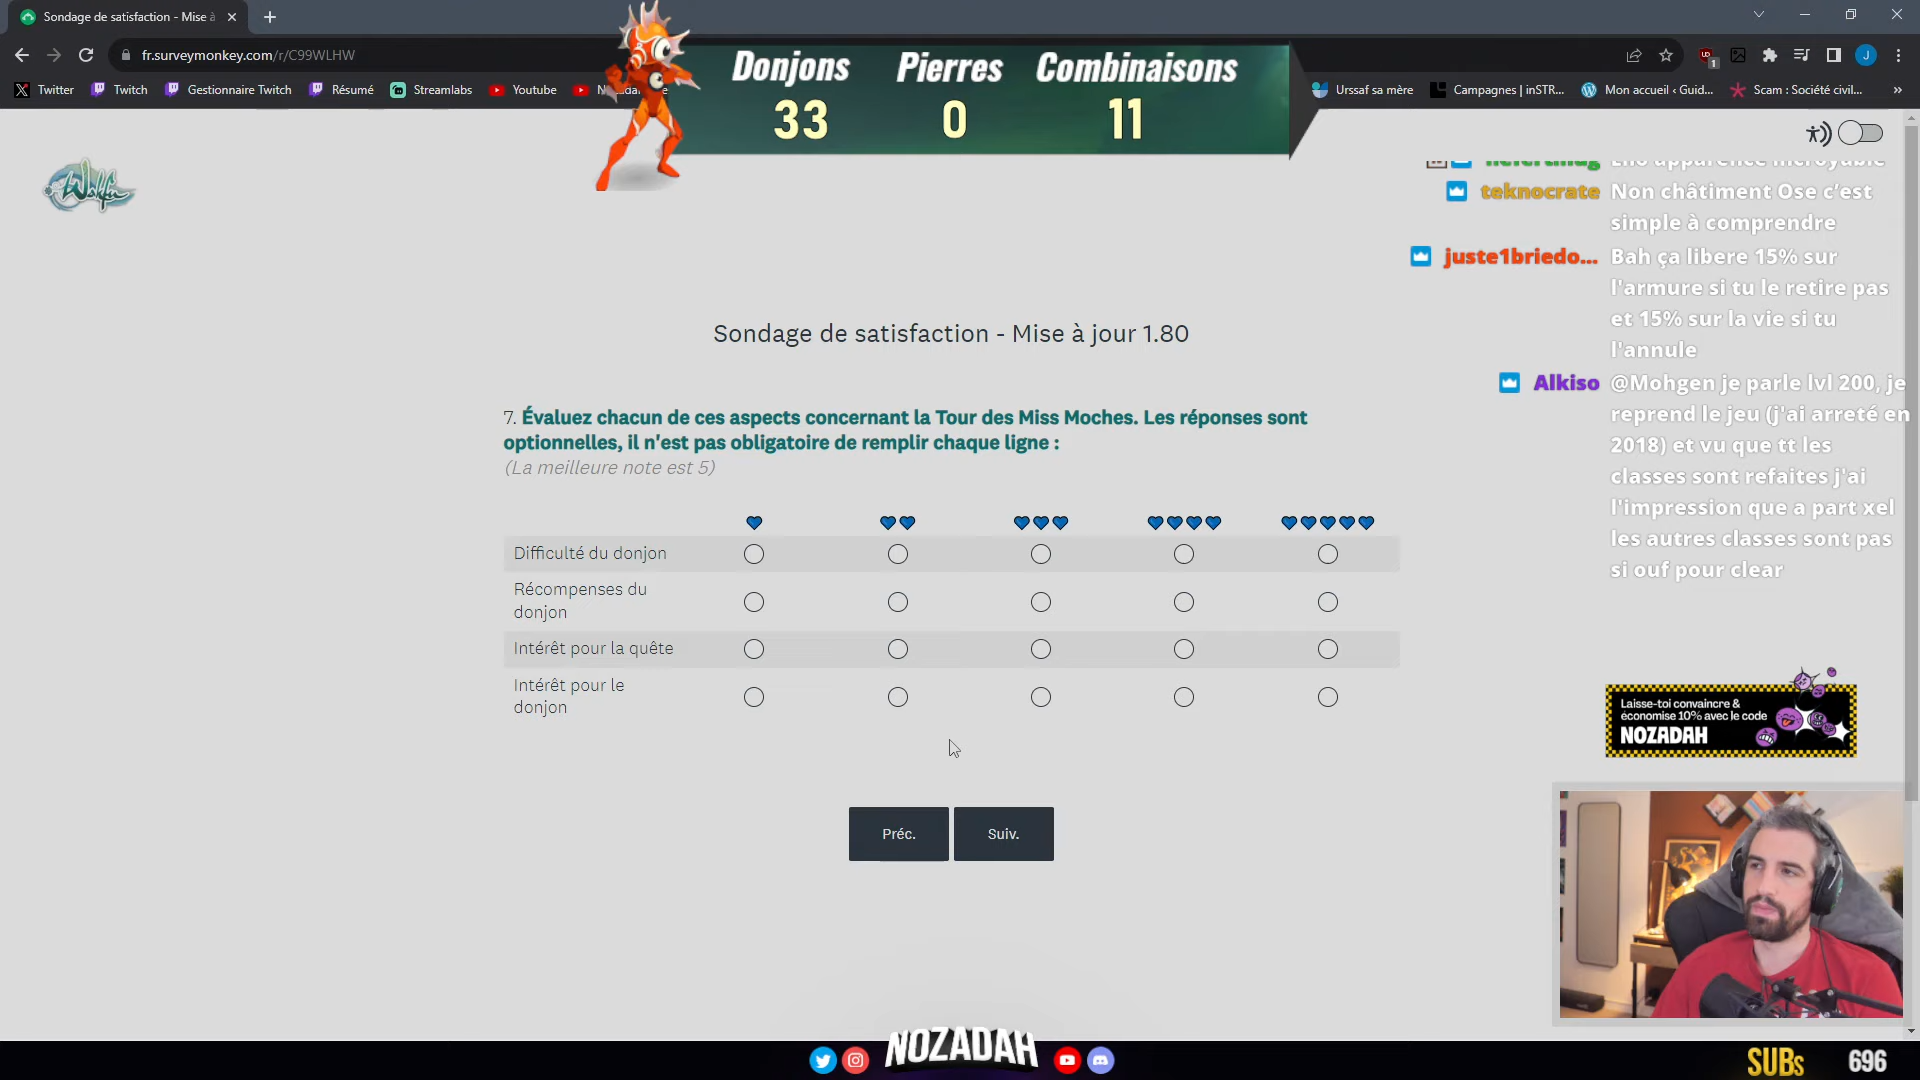 Sondage de satisfaction - Mise à
fr.surveymonkey.com/r/C99WLHW
Twitter
Twitch
Gestionnaire Twitch
Résumé
Streamlabs
Youtube
Urssaf sa mère
Campagnes | inSTR...
Mon accueil ‹ Guid...
Scam : Société civil...
»
J
1
Donjons
Pierres
Combinaisons
33
0
11
Wakfu
teknocrate Non châtiment Ose c'est
simple à comprendre
juste1briedo... Bah ça libere 15% sur
l'armure si tu le retire pas
et 15% sur la vie si tu
l'annule
Alkiso @Mohgen je parle lvl 200, je
reprend le jeu (j'ai arreté en
2018) et vu que tt les
classes sont refaites j'ai
l'impression que a part xel
les autres classes sont pas
si ouf pour clear
Sondage de satisfaction - Mise à jour 1.80
7. Évaluez chacun de ces aspects concernant la Tour des Miss Moches. Les réponses sont
optionnelles, il n'est pas obligatoire de remplir chaque ligne :
(La meilleure note est 5)
Difficulté du donjon
Récompenses du
donjon
Intérêt pour la quête
Intérêt pour le
donjon
Préc.
Suiv.
Laisse-toi convaincre &
économise 10% avec le code
NOZADAH
NOZADAH
SUBs
696